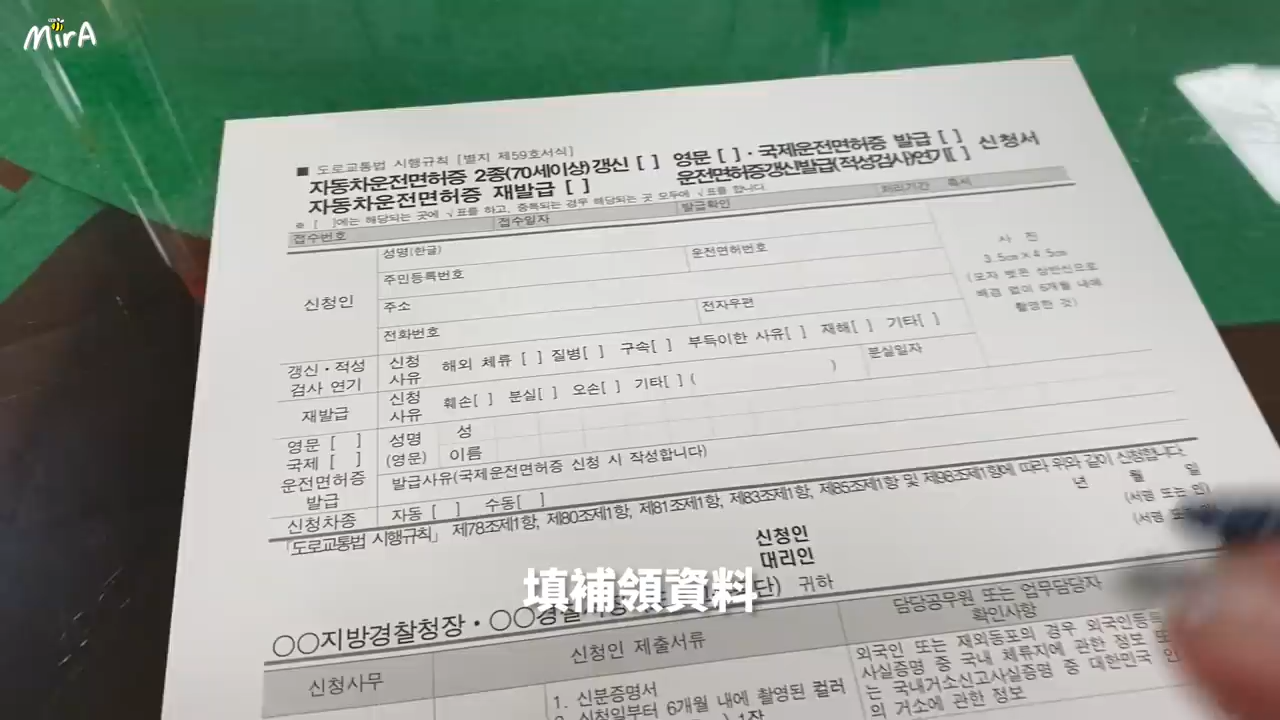 MirA
■ 도로교통법 시행규칙 [별지 제59호서식]
자동차운전면허증 2종(70세이상)갱신 [ ] 영문 [ ]·국제운전면허증 발급 [ ] 신청서
자동차운전면허증 재발급 [ ] 운전면허증갱신발급(적성검사)연기[ ]
※ [ ]에는 해당되는 곳에 √표를 하고, 중복되는 경우 해당되는 곳 모두에 √표를 합니다.
접수번호 접수일자 발급확인 처리기간 즉시
신청인
성명(한글) 운전면허번호
주민등록번호
주소 전자우편
전화번호
사 진
3.5㎝×4.5㎝
(모자 벗은 상반신으로
배경 없이 6개월 내에
촬영한 것)
갱신·적성
검사 연기
신청
사유
해외 체류 [ ] 질병[ ] 구속[ ] 부득이한 사유[ ] 재해[ ] 기타[ ]
재발급
신청
사유
훼손[ ] 분실[ ] 오손[ ] 기타[ ] ( )
분실일자
영문 [ ]
국제 [ ]
운전면허증
발급
성명
(영문)
성
이름
발급사유(국제운전면허증 신청 시 작성합니다)
신청차종 자동 [ ] 수동[ ]
「도로교통법 시행규칙」 제78조제1항, 제80조제1항, 제81조제1항, 제83조제1항, 제85조제1항 및 제98조제1항에 따라 위와 같이 신청합니다.
년 월 일
신청인 (서명 또는 인)
대리인 (서명 또는
填補領資料
○○지방경찰청장·○○경찰 단) 귀하
신청사무
신청인 제출서류
담당공무원 또는 업무담당자
확인사항
1. 신분증명서
신청일부터 6개월 내에 촬영된 컬러
1장
외국인 또는 재외동포의 경우 외국인등록
사실증명 중 국내 체류지에 관한 정보
는 국내거소신고사실증명 중 대한민국
의 거소에 관한 정보